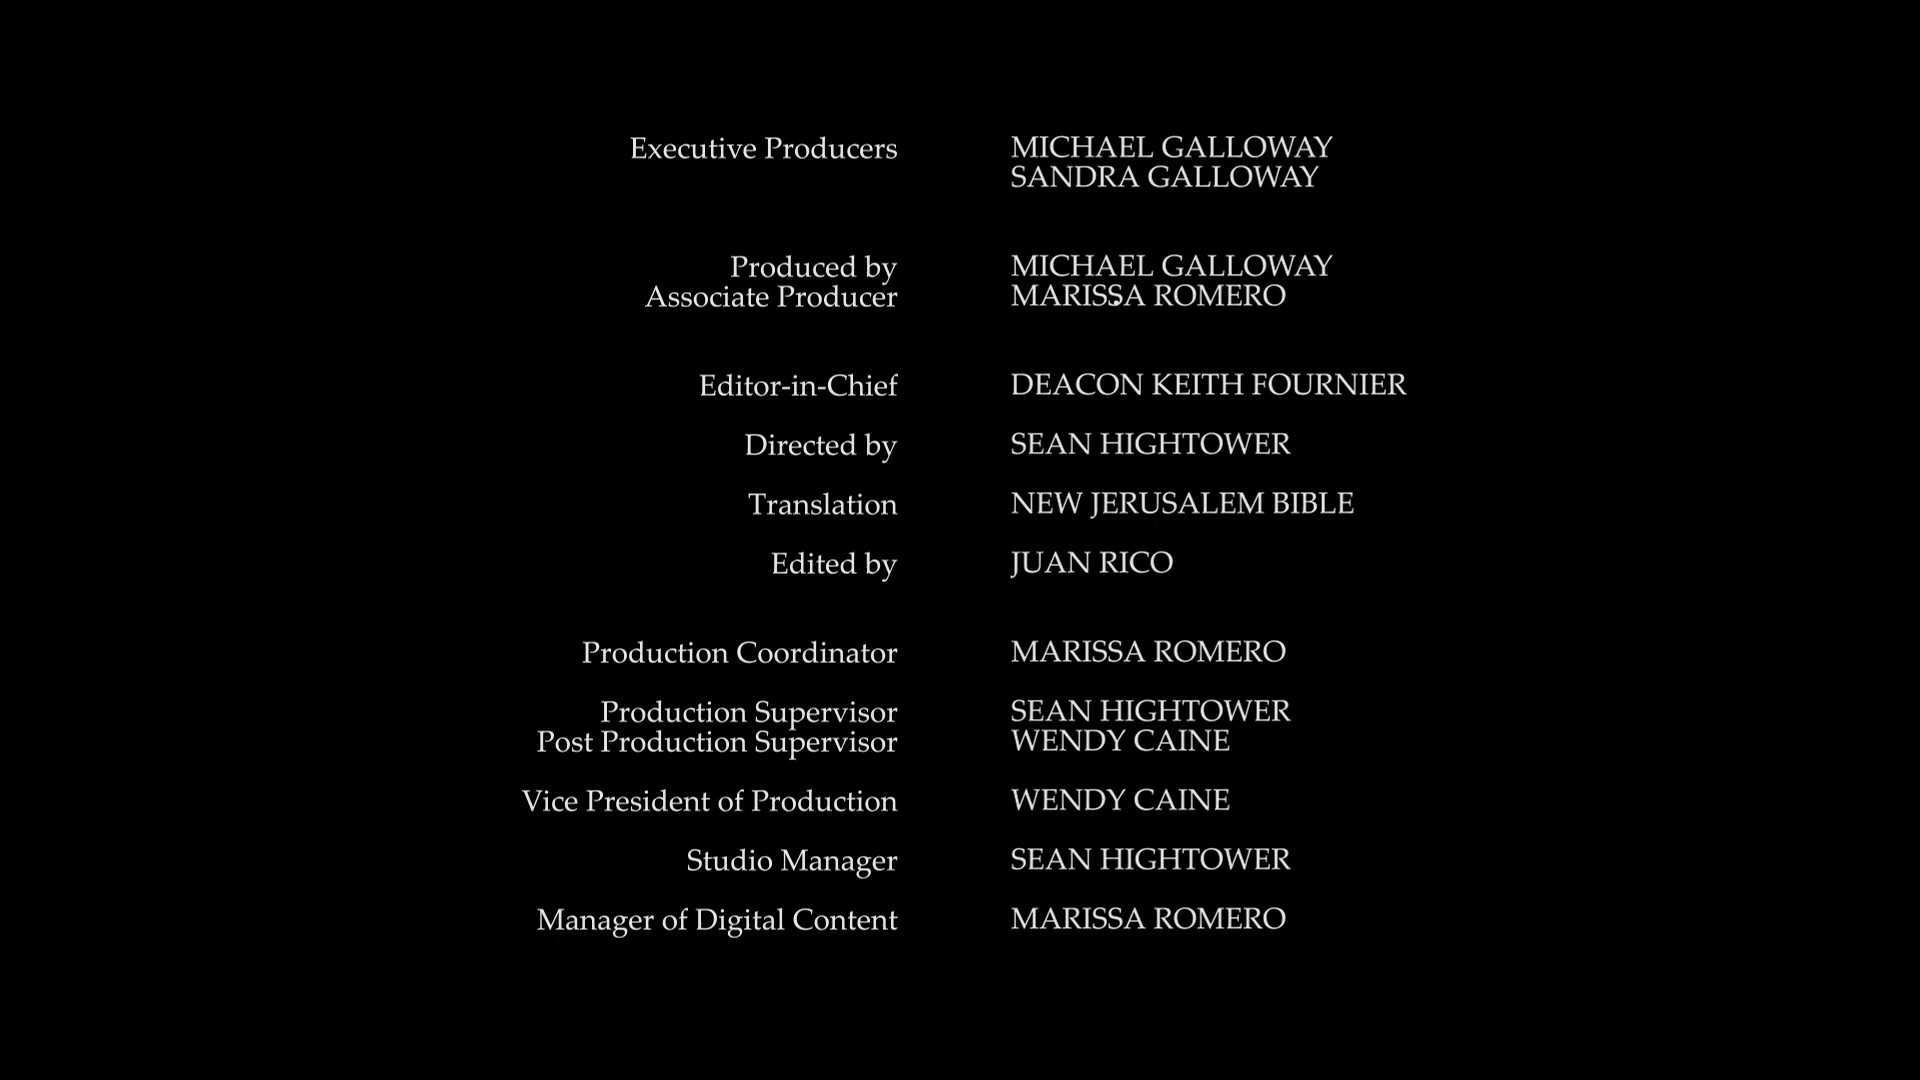 Executive Producers MICHAEL GALLOWAY
SANDRA GALLOWAY
Produced by MICHAEL GALLOWAY
Associate Producer MARISSA ROMERO
Editor-in-Chief DEACON KEITH FOURNIER
Directed by SEAN HIGHTOWER
Translation NEW JERUSALEM BIBLE
Edited by JUAN RICO
Production Coordinator MARISSA ROMERO
Production Supervisor SEAN HIGHTOWER
Post Production Supervisor WENDY CAINE
Vice President of Production WENDY CAINE
Studio Manager SEAN HIGHTOWER
Manager of Digital Content MARISSA ROMERO